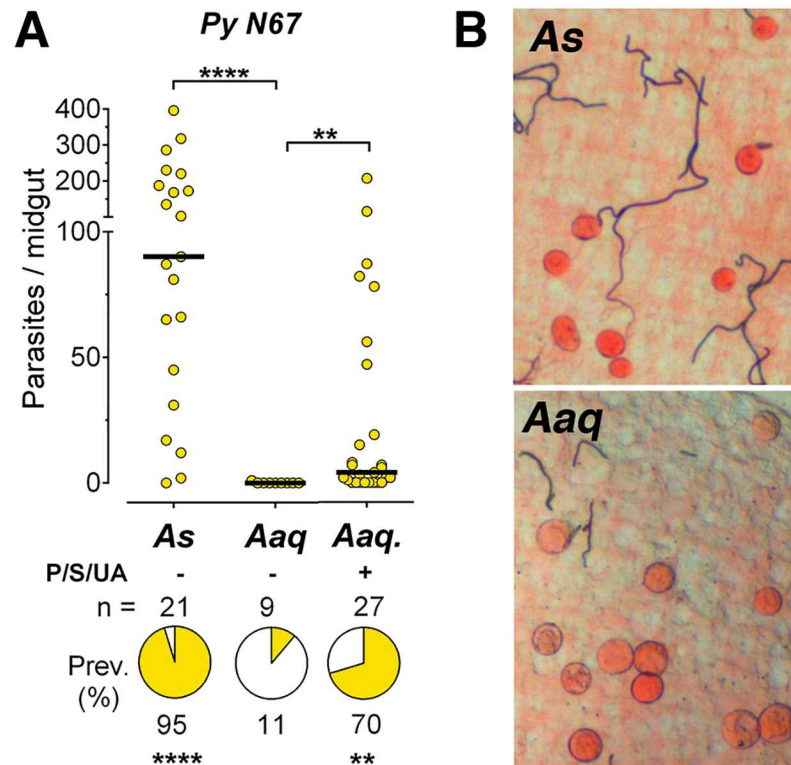 A
Py N67
****
**
400
300
200
100
50
0
Parasites / midgut
As Aaq Aaq.
P/S/UA - - +
n = 21 9 27
Prev.
(%)
95 11 70
**** **
B
As
Aaq